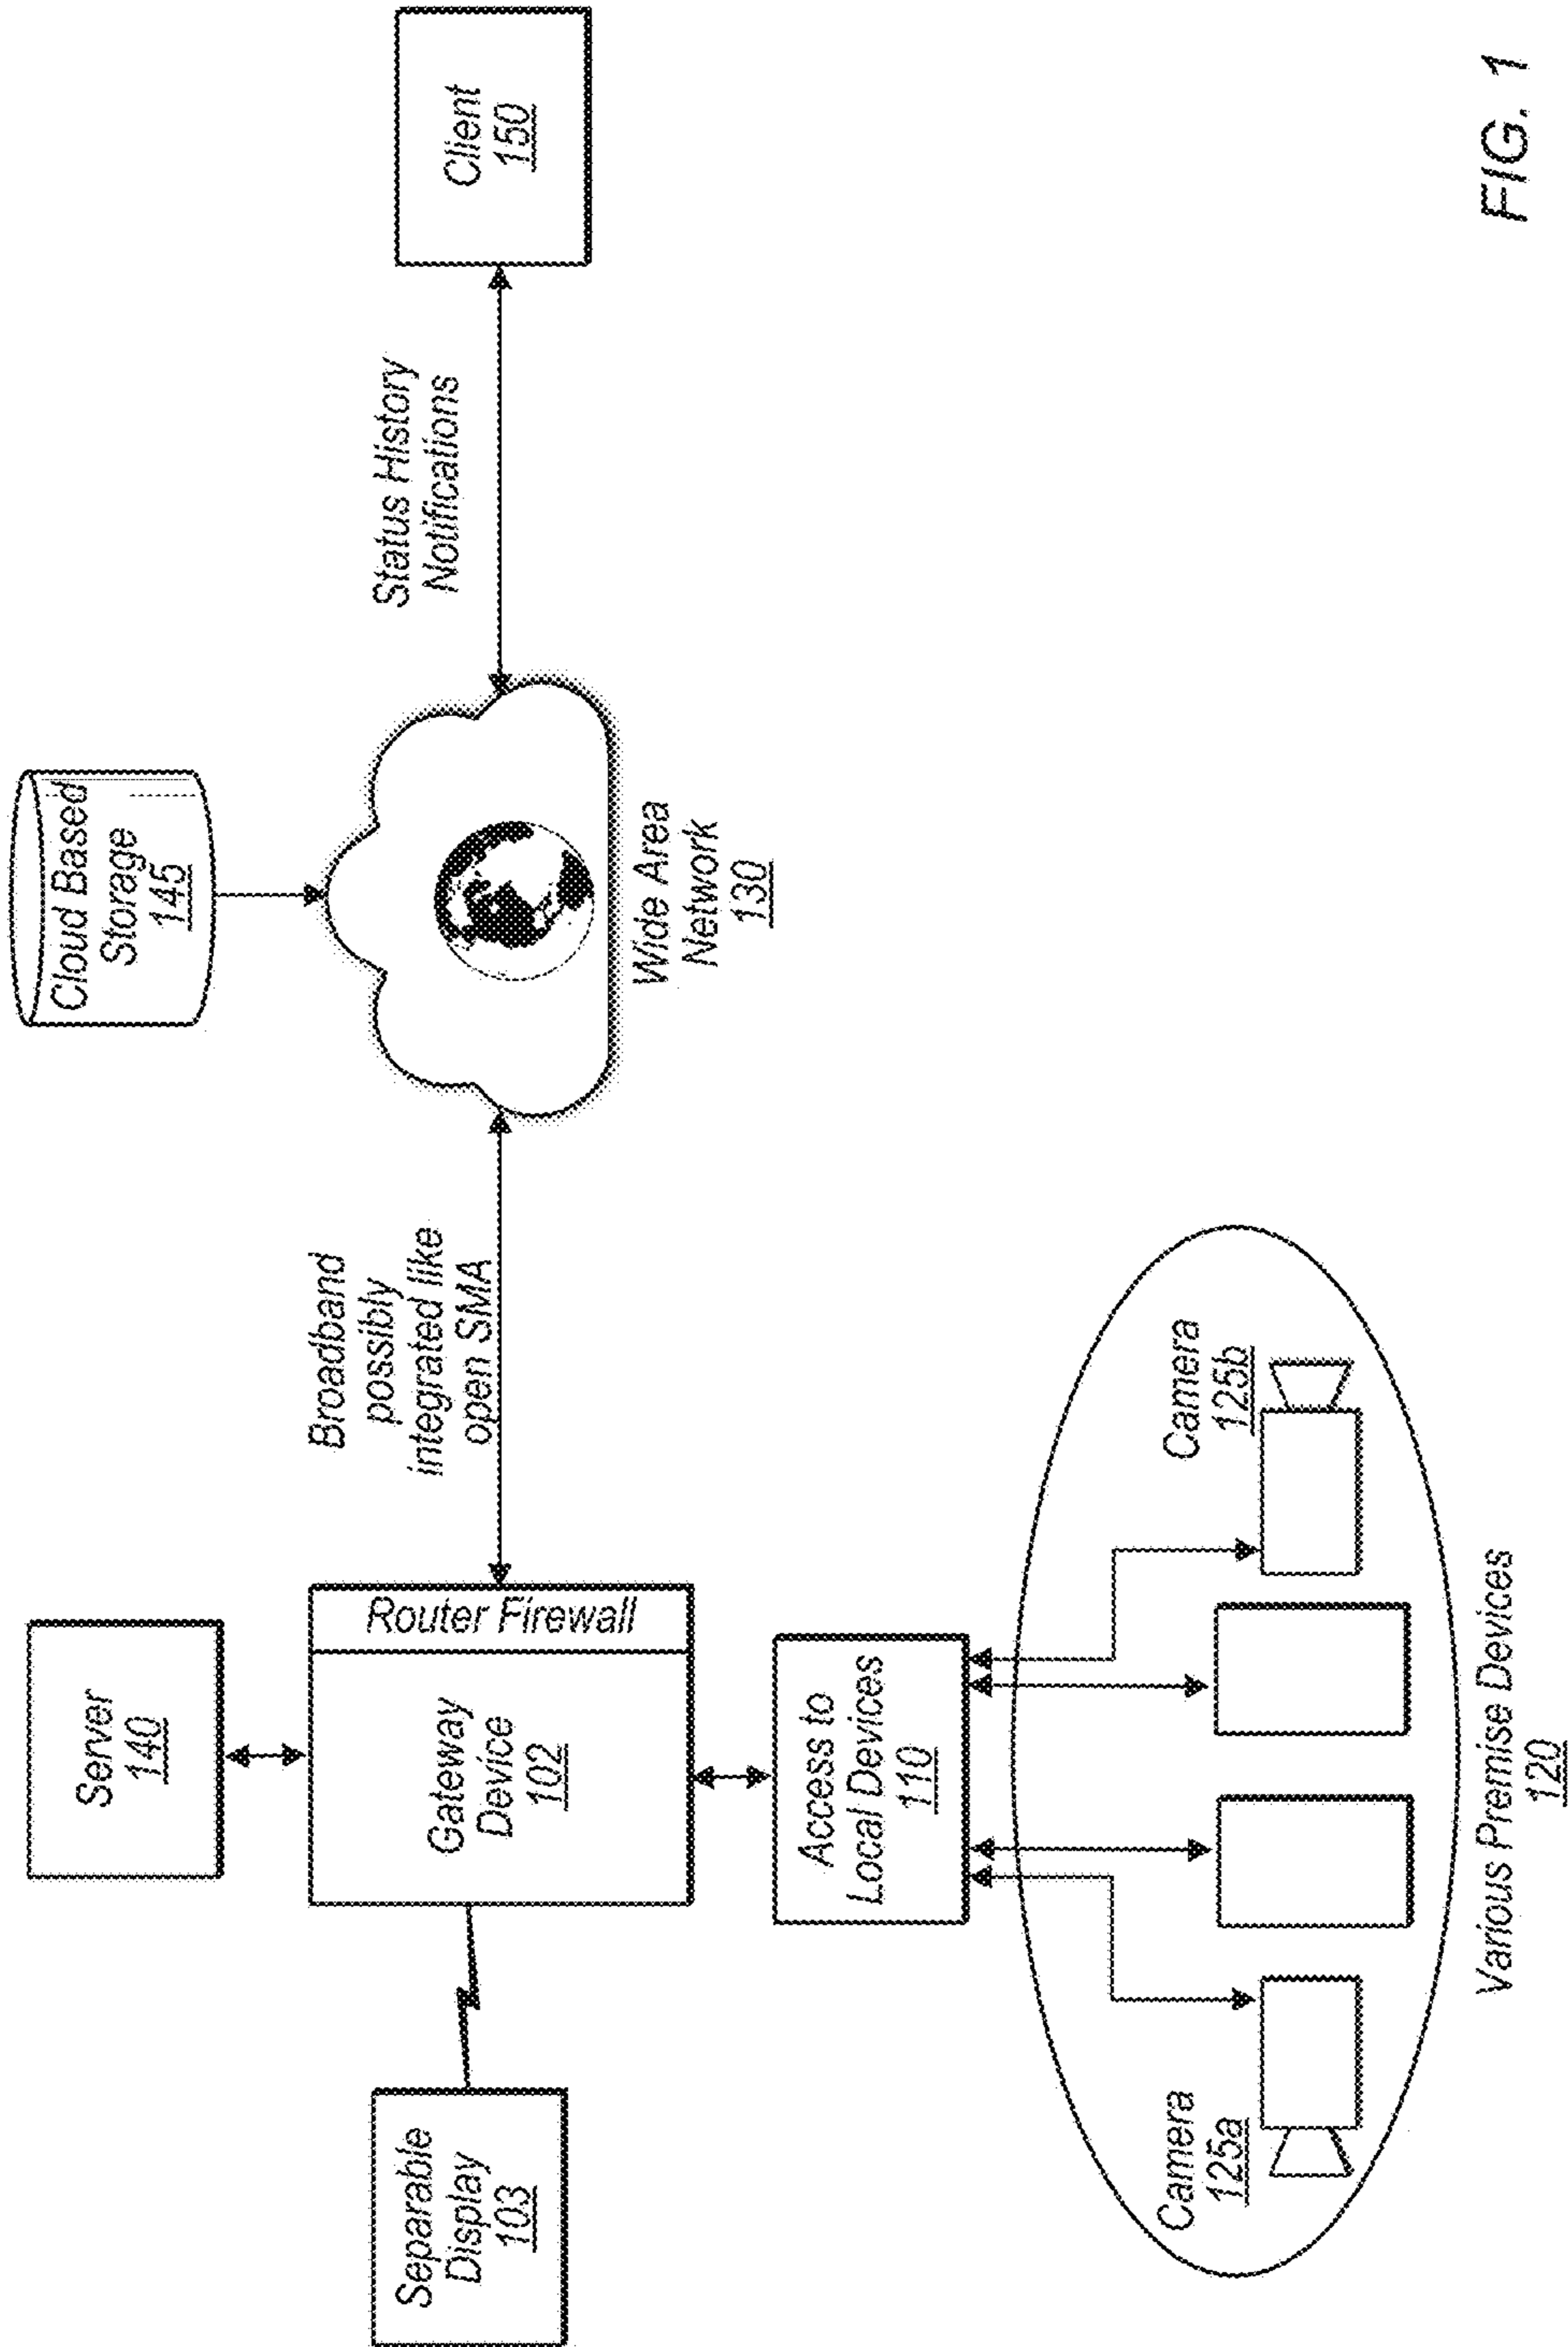 Server
140
Cloud Based
Storage
145
Separable
Display
103
Gateway
Device
102
Router Firewall
Broadband
possibly
integrated like
open SMA
Status History
Notifications
Client
150
Wide Area
Network
130
Access to
Local Devices
110
Camera
125a
Camera
125b
Various Premise Devices
120
FIG. 1